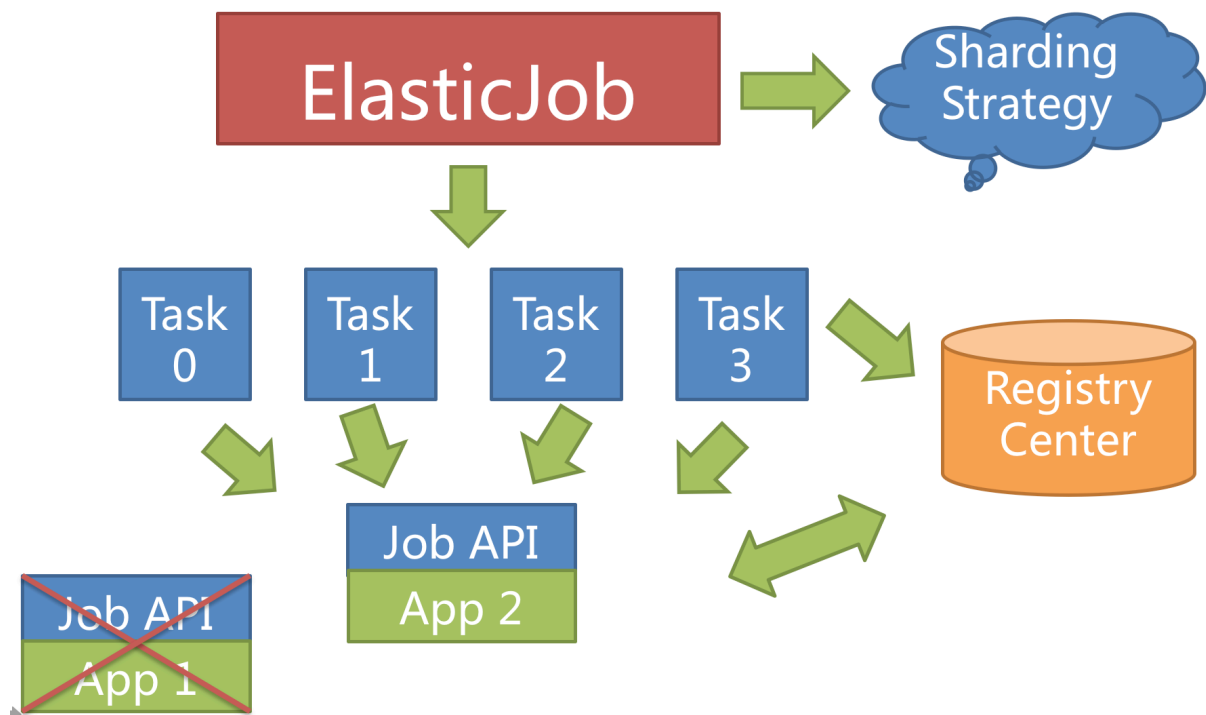 ElasticJob
Sharding
Strategy
Task
0
Task
1
Task
2
Task
3
Registry
Center
Job API
App 2
Job API
App 1